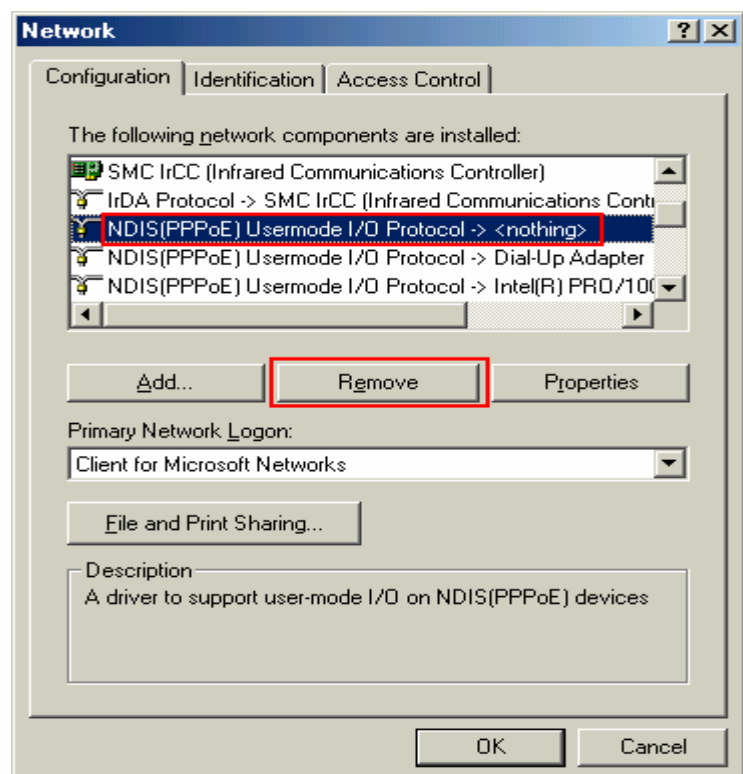 Network
Configuration Identification Access Control
The following network components are installed:
SMC IrCC (Infrared Communications Controller)
IrDA Protocol -> SMC IrCC (Infrared Communications
NDIS(PPPoE) Usermode I/O Protocol -> <nothing>
NDIS(PPPoE) Usermode I/O Protocol -> Dial-Up Adapter
NDIS(PPPoE) Usermode I/O Protocol -> Intel(R)
Add... Remove Properties
Primary Network Logon:
Client for Microsoft Networks
File and Print Sharing...
Description
A driver to support user-mode I/O on NDIS(PPPoE) devices
OK Cancel